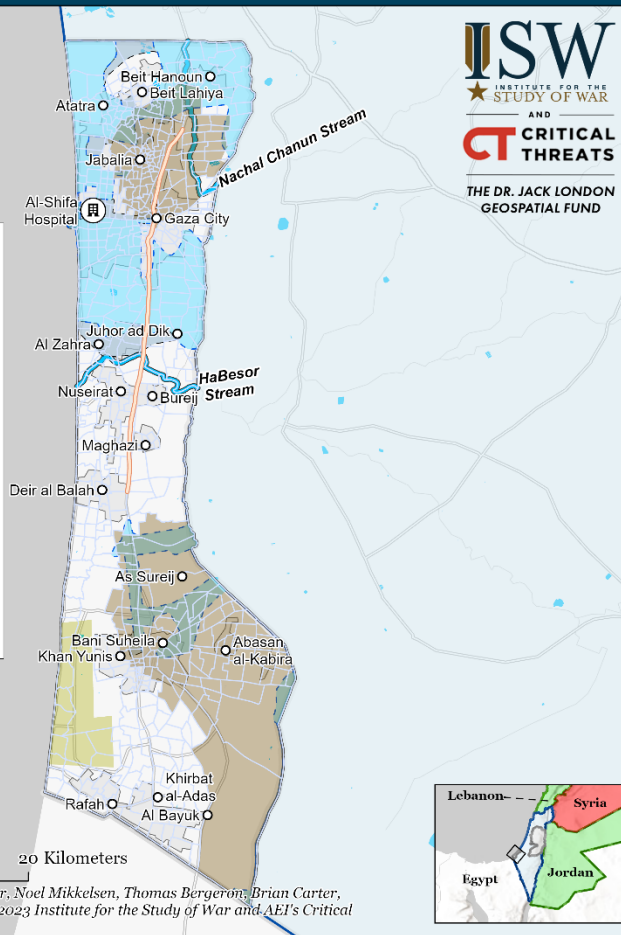 ISW
INSTITUTE FOR THE
STUDY OF WAR
AND
CT CRITICAL
THREATS
THE DR. JACK LONDON
GEOSPATIAL FUND
Beit Hanoun
Beit Lahiya
Atatra
Nachal Chanun Stream
Jabalia
Al-Shifa
Hospital
Gaza City
Juhor ad Dik
Al Zahra
HaBesor
Stream
Nuseirat
Bureij
Maghazi
Deir al Balah
As Sureij
Bani Suheila
Khan Yunis
Abasan
al-Kabira
Khirbat
al-Adas
Rafah
Al Bayuk
Lebanon
Syria
Jordan
Egypt
20 Kilometers
r, Noel Mikkelsen, Thomas Bergeron, Brian Carter,
2023 Institute for the Study of War and AEI's Critical